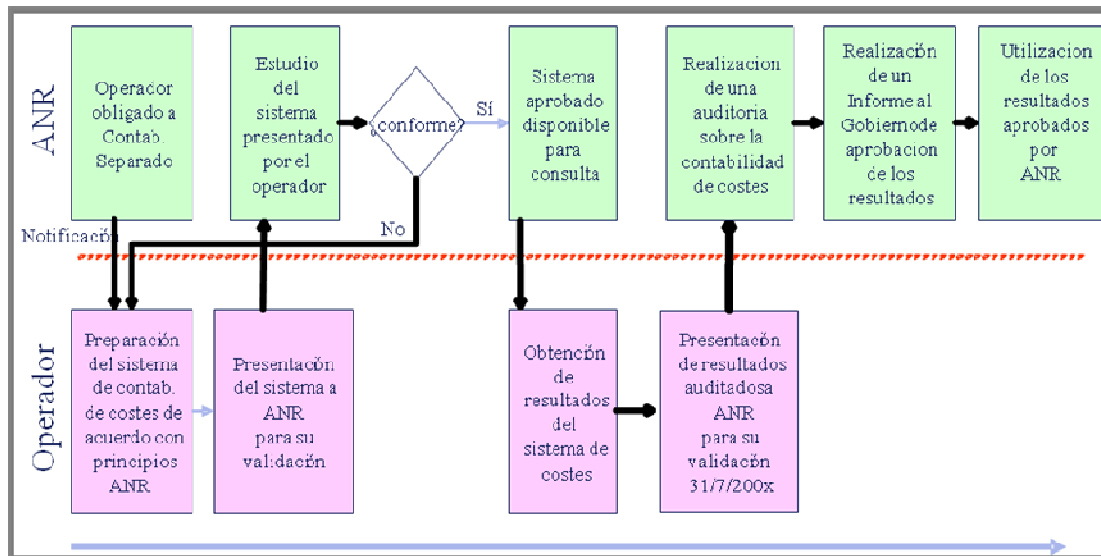 ANR
Operador
obligado a
Contab.
Separado
Estudio
del
sistema
presentado
por el
operador
¿conforme?
Sí
No
Sistema
aprobado
disponible
para
consulta
Realizacion
de una
auditoria
sobre la
contabilidad
de costes
Realización
de un
Informe al
Gobiernode
aprobacion
de los
resultados
Utilizacion
de los
resultados
aprobados
por
ANR
Notificación
Operador
Preparación
del sistema
de contab.
de costes de
acuerdo con
principios
ANR
Presentación
del sistema a
ANR
para su
validación
Obtención
de
resultados
del
sistema de
costes
Presentación
de resultados
auditadosa
ANR
para su
validación
31/7/200x